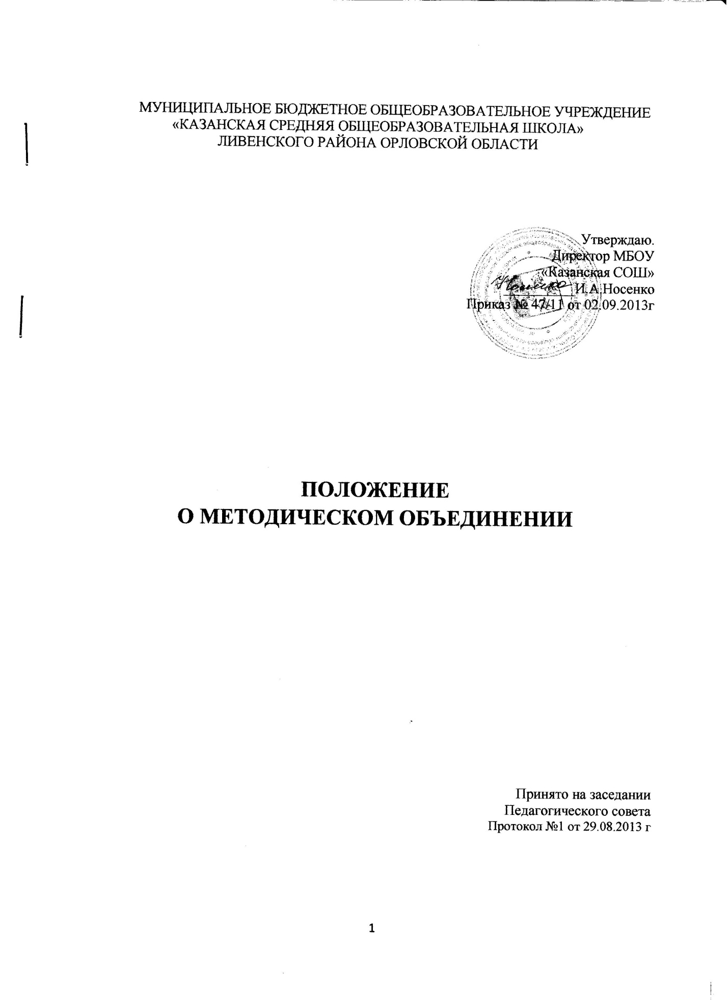 МУНИЦИПАЛЬНОЕ БЮДЖЕТНОЕ ОБЩЕОБРАЗОВАТЕЛЬНОЕ УЧРЕЖДЕНИЕ
«КАЗАНСКАЯ СРЕДНЯЯ ОБЩЕОБРАЗОВАТЕЛЬНАЯ ШКОЛА»
ЛИВЕНСКОГО РАЙОНА ОРЛОВСКОЙ ОБЛАСТИ
Утверждаю.
Директор МБОУ
«Казанская СОШ»
Носенко И.А.Носенко
Приказ № 47/11 от 02.09.2013г
ПОЛОЖЕНИЕ
О МЕТОДИЧЕСКОМ ОБЪЕДИНЕНИИ
Принято на заседании
Педагогического совета
Протокол №1 от 29.08.2013 г
1